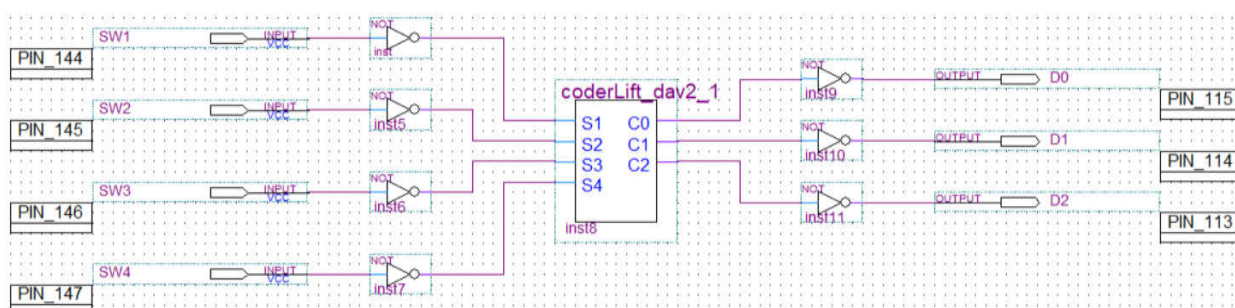 SW1 INPUT VCC
PIN_144
NOT
inst
SW2 INPUT VCC
PIN_145
NOT
inst5
SW3 INPUT VCC
PIN_146
NOT
inst6
SW4 INPUT VCC
PIN_147
NOT
inst7
coderLift_dav2_1
S1 C0
S2 C1
S3 C2
S4
inst8
NOT
inst9
OUTPUT D0
PIN_115
NOT
inst10
OUTPUT D1
PIN_114
NOT
inst11
OUTPUT D2
PIN_113